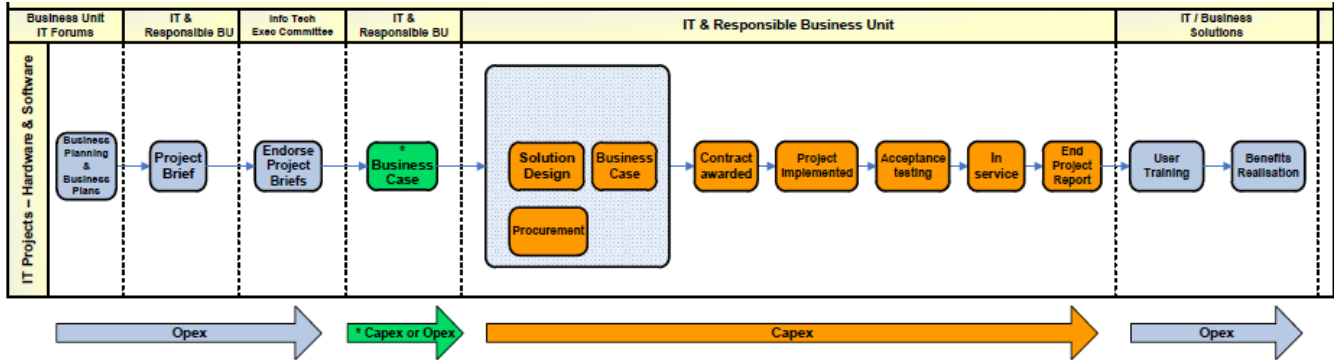 Business Unit
IT Forums
IT &
Responsible BU
Info Tech
Exec Committee
IT &
Responsible BU
IT & Responsible Business Unit
IT / Business
Solutions
IT Projects – Hardware & Software
Business
Planning
&
Business
Plans
Project
Brief
Endorse
Project
Briefs
*
Business
Case
Solution
Design
Business
Case
Procurement
Contract
awarded
Project
Implemented
Acceptance
testing
In
service
End
Project
Report
User
Training
Benefits
Realisation
Opex
* Capex or Opex
Capex
Opex